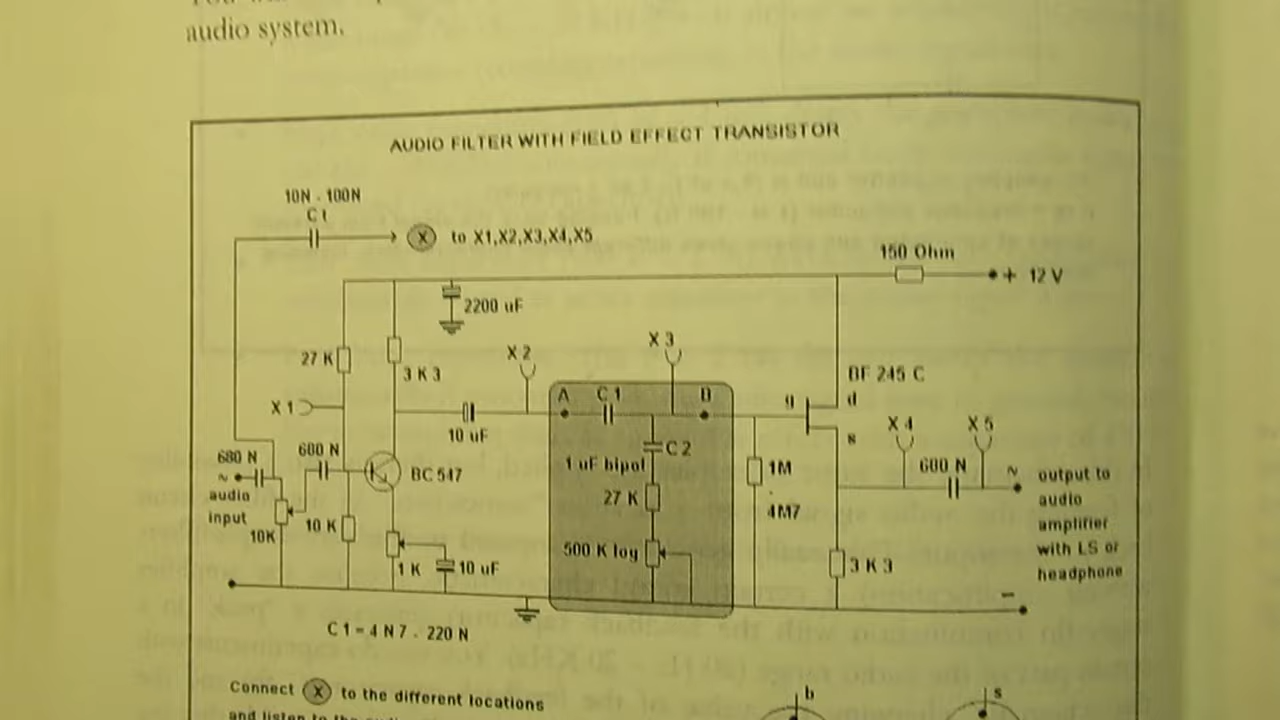 audio system.
AUDIO FILTER WITH FIELD EFFECT TRANSISTOR
10N - 100N
Ct
X to X1,X2,X3,X4,X5
150 Ohm
+ 12 V
2200 uF
27 K
3 K 3
X 2
X 3
BF 245 C
X 1
10 uF
A C 1 B
g
d
s
X 4
X 5
680 N
600 N
BC 547
C 2
1 uF bipol
1M
4M7
600 N
~
~
audio
input
10K
10 K
27 K
500 K log
1 K
10 uF
3 K 3
output to
audio
amplifier
with LS or
headphone
–
C 1 – 4 N 7 . 220 N
Connect X to the different locations
b
s